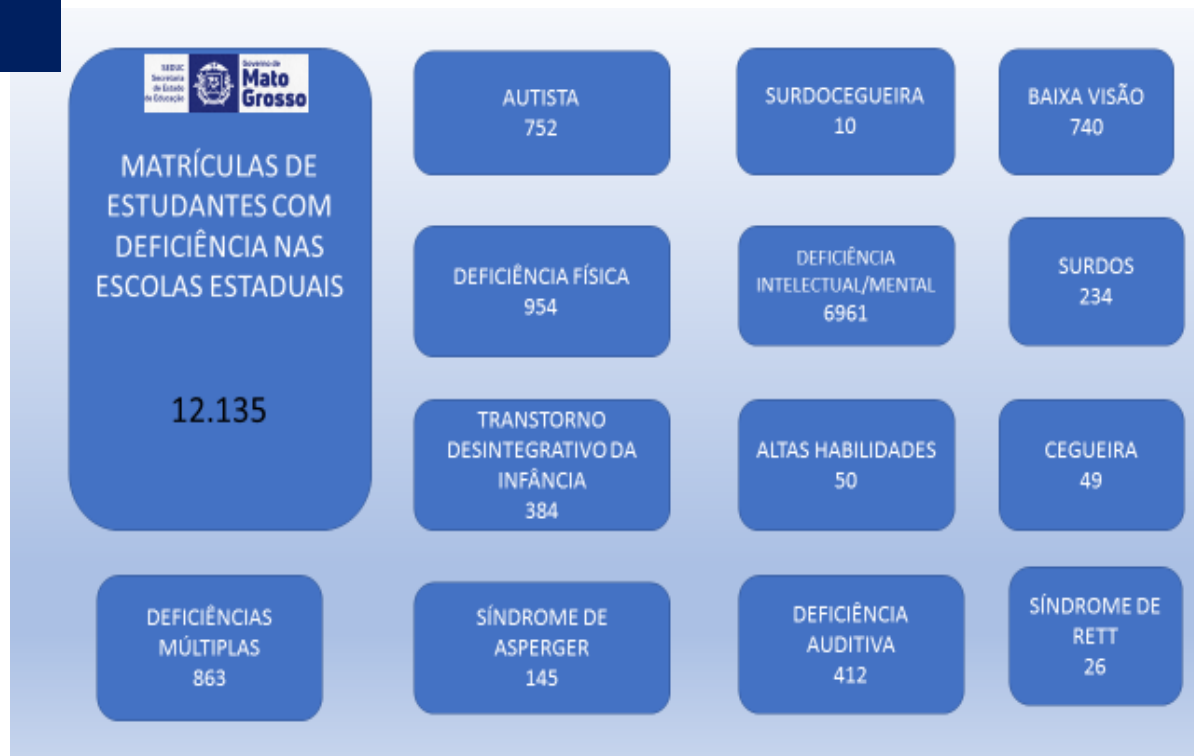 SEDUC
Secretaria
de Estado
de Educação
Governo de
Mato
Grosso
MATRÍCULAS DE
ESTUDANTES COM
DEFICIÊNCIA NAS
ESCOLAS ESTADUAIS
12.135
AUTISTA
752
SURDOCEGUEIRA
10
BAIXA VISÃO
740
DEFICIÊNCIA FÍSICA
954
DEFICIÊNCIA
INTELECTUAL/MENTAL
6961
SURDOS
234
TRANSTORNO
DESINTEGRATIVO DA
INFÂNCIA
384
ALTAS HABILIDADES
50
CEGUEIRA
49
DEFICIÊNCIAS
MÚLTIPLAS
863
SÍNDROME DE
ASPERGER
145
DEFICIÊNCIA
AUDITIVA
412
SÍNDROME DE
RETT
26